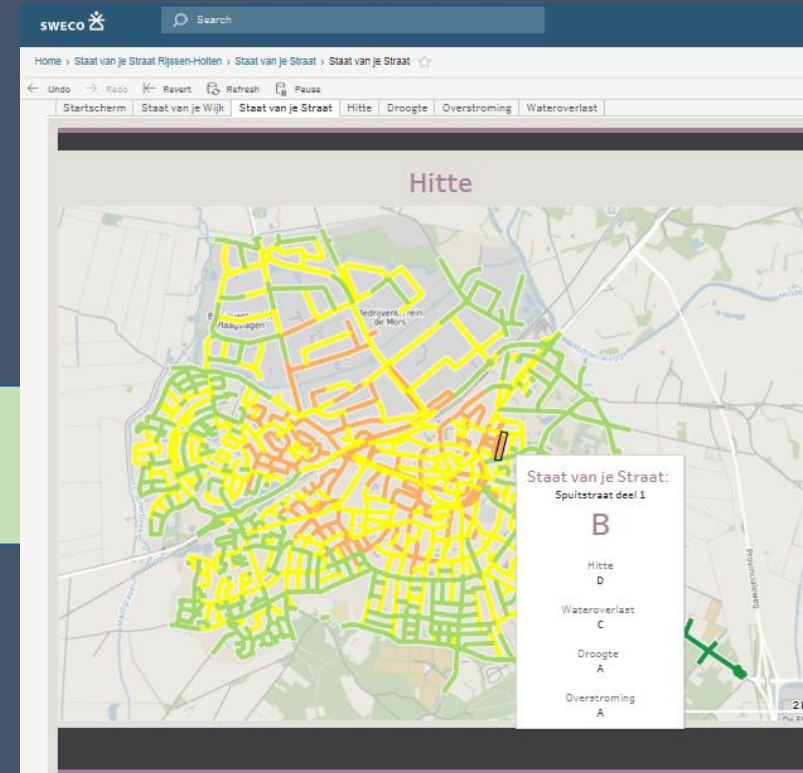 SWECO
Search
Home › Staat van je Straat Rijssen-Holten › Staat van je Straat › Staat van je Straat
Undo Redo Revert Refresh Pause
Startscherm Staat van je Wijk Staat van je Straat Hitte Droogte Overstroming Wateroverlast
Hitte
Bedrijventerrein
de Mors
Plaagslagen
Staat van je Straat:
Spuitstraat deel 1
B
Hitte
D
Wateroverlast
C
Droogte
A
Overstroming
A
Provincialeweg